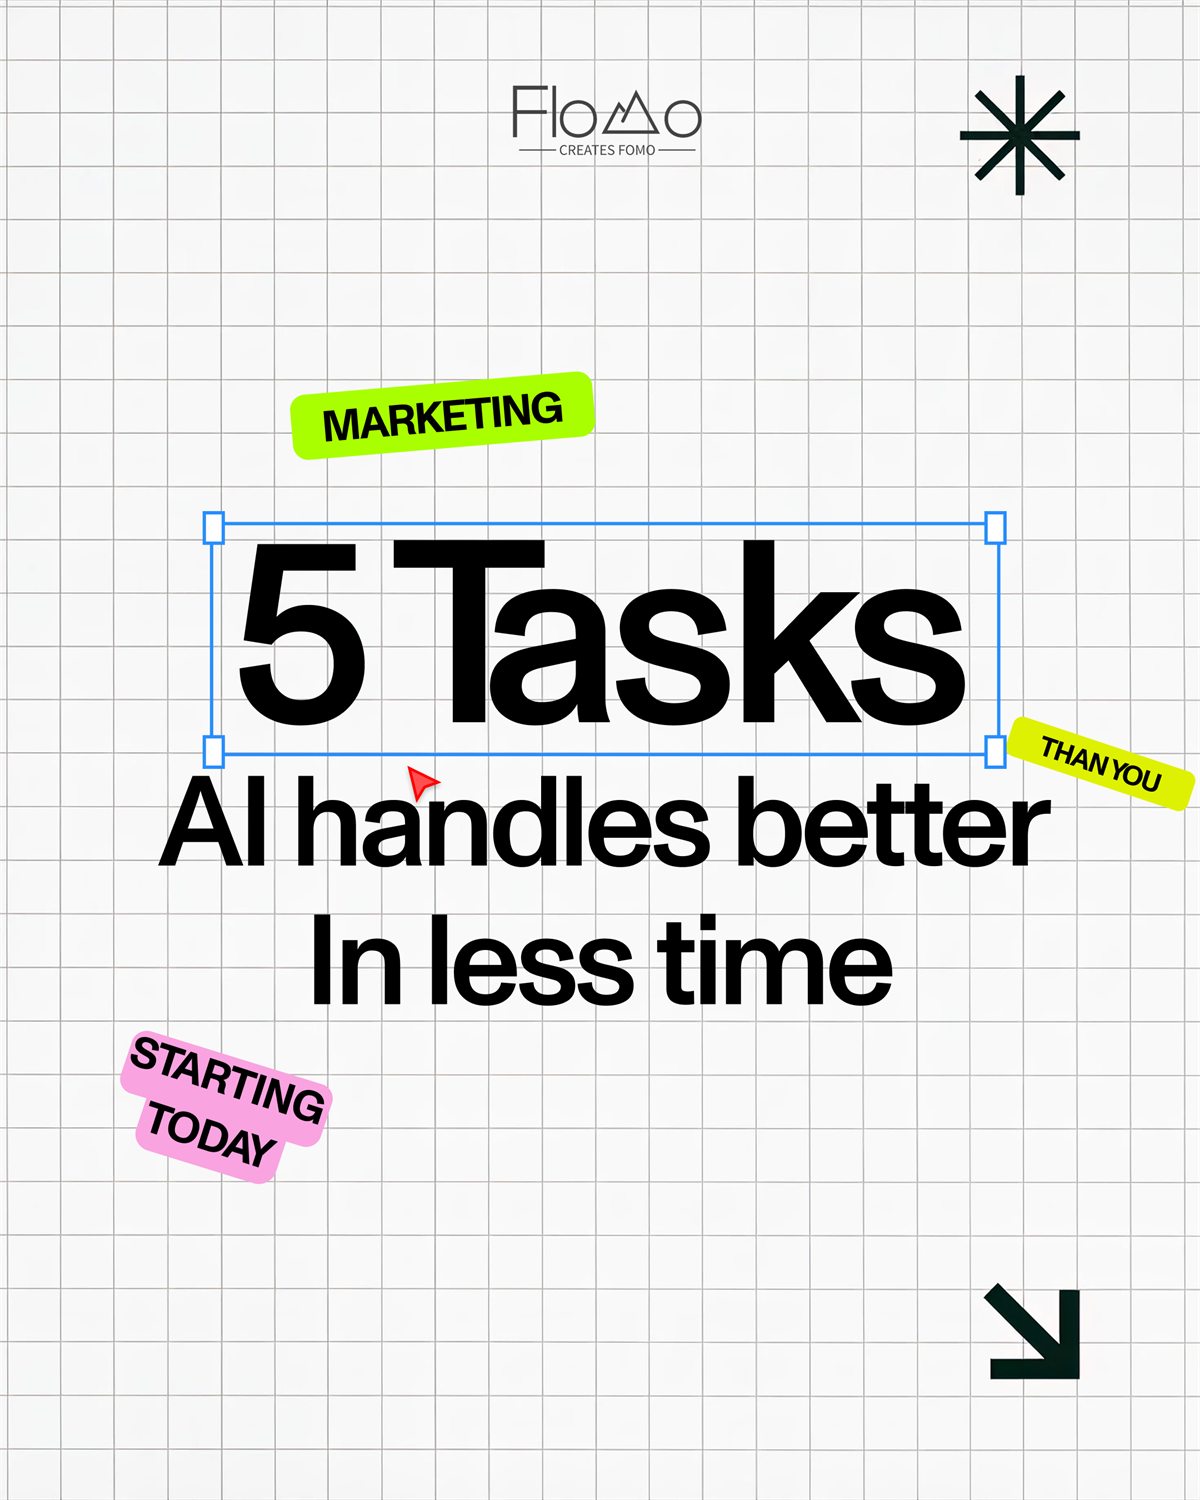 Flomo
CREATES FOMO
MARKETING
5 Tasks
THAN YOU
AI handles better
In less time
STARTING
TODAY